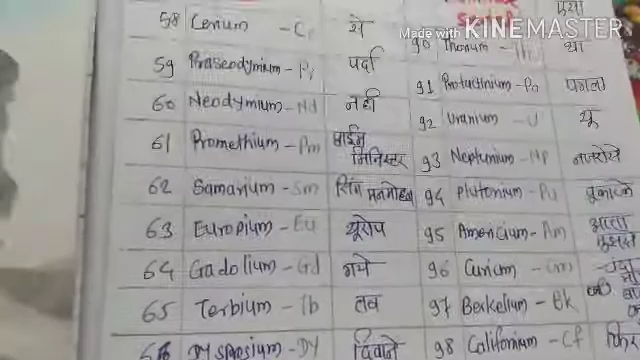 Made with KINEMASTER
58 Cerium - Ce से
59 Praseodymium - Pr पर्दा
60 Neodymium - Nd नही
61 Promethium - Pm प्राईम मिनिस्टर
62 Samarium - Sm सिंग मनमोहन
63 Europium - Eu यूरोप
64 Gadolium - Gd गये
65 Terbium - Tb तब
66 Dysprosium - Dy दिवाने
90 Thorium - Th था
91 Protactinium - Pa पगला
92 Uranium - U यू
93 Neptunium - Np नजरोसे
94 Plutonium - Pu
95 Americium - Am
96 Curium - Cm
97 Berkelium - Bk
98 Califonium - Cf